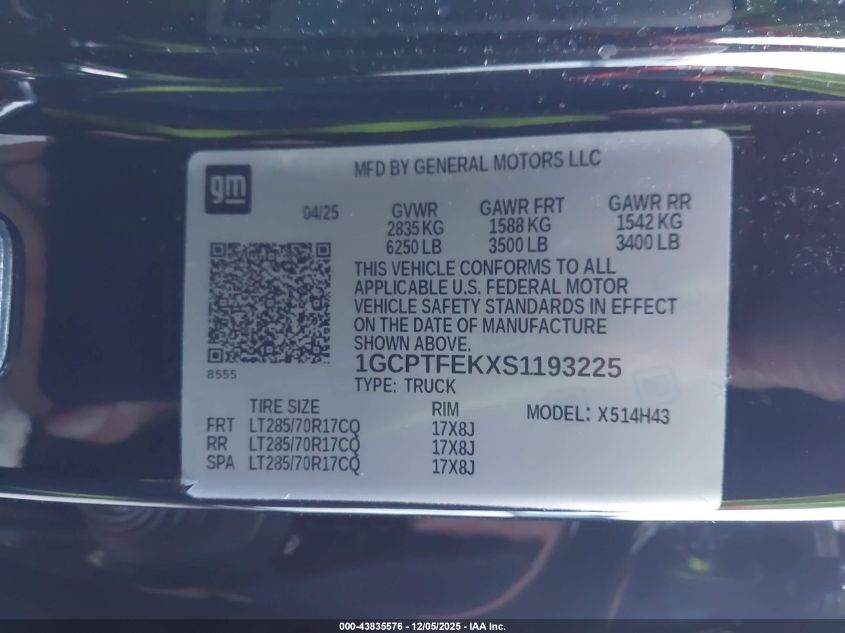 gm
MFD BY GENERAL MOTORS LLC
04/25
GVWR GAWR FRT GAWR RR
2835 KG 1588 KG 1542 KG
6250 LB 3500 LB 3400 LB
THIS VEHICLE CONFORMS TO ALL
APPLICABLE U.S. FEDERAL MOTOR
VEHICLE SAFETY STANDARDS IN EFFECT
ON THE DATE OF MANUFACTURE
SHOWN ABOVE.
8555
1GCPTFEKXS1193225
TYPE: TRUCK
TIRE SIZE RIM MODEL: X514H43
FRT LT285/70R17CQ 17X8J
RR LT285/70R17CQ 17X8J
SPA LT285/70R17CQ 17X8J
000-43835576 - 12/05/2025 - IAA Inc.